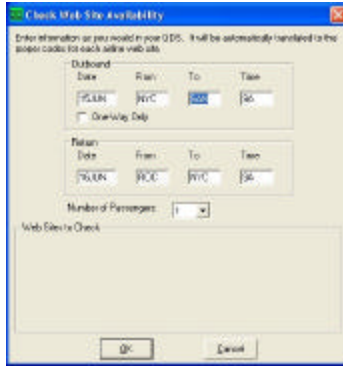 Check Web Site Availability
Enter information as you would in your GDS. It will be automatically translated to the
proper codes for each airline web site.
Outbound
Date From To Time
15JUN NYC 9A
One-Way Only
Return
Date From To Time
NYC 9A
Number of Passengers: 1
Web Sites to Check
OK Cancel